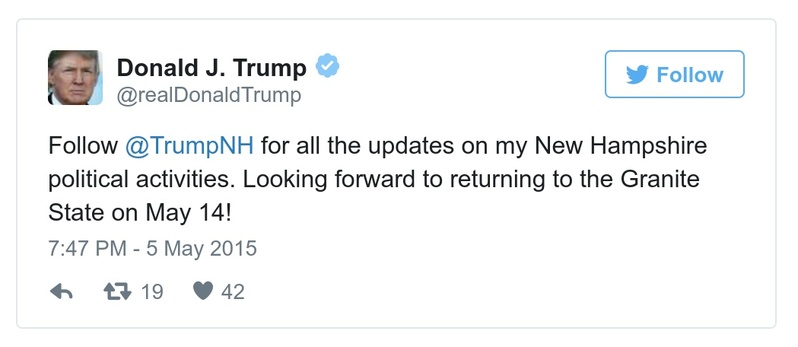 Donald J. Trump
@realDonaldTrump
Follow
Follow @TrumpNH for all the updates on my New Hampshire
political activities. Looking forward to returning to the Granite
State on May 14!
7:47 PM - 5 May 2015
19 42